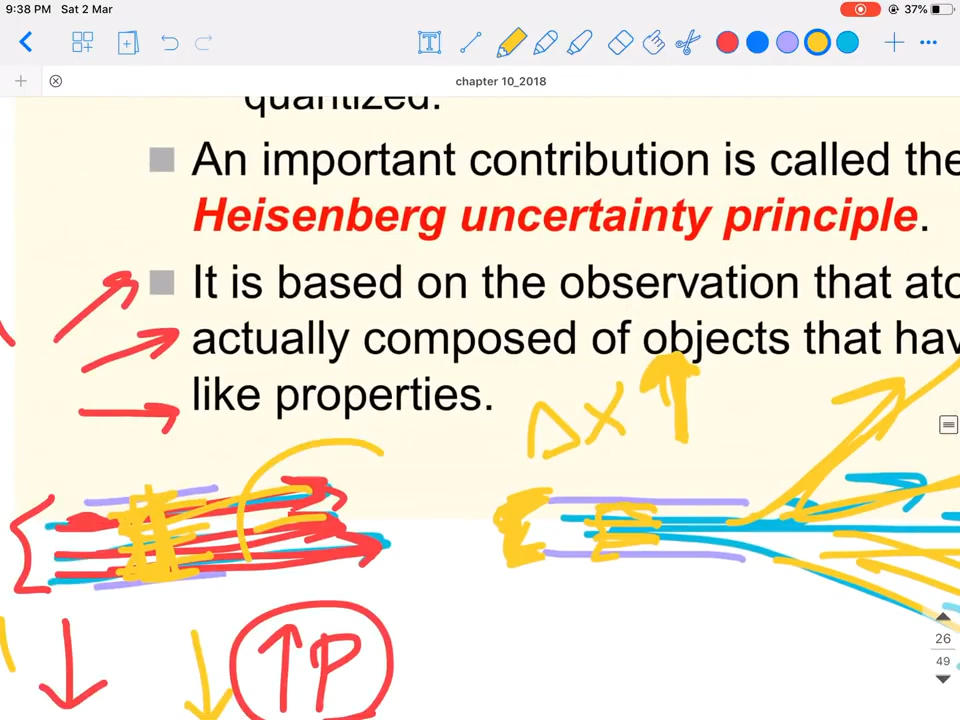 9:38 PM Sat 2 Mar
37%
T
chapter 10_2018
quantized.
An important contribution is called the
Heisenberg uncertainty principle.
It is based on the observation that ato
actually composed of objects that hav
like properties.
Δx↑
↑P
26
49